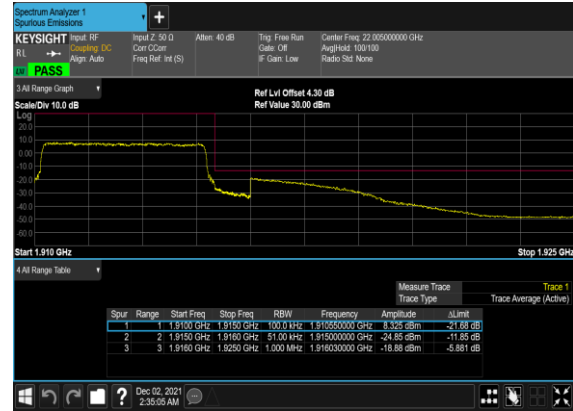 Spectrum Analyzer 1
Spurious Emissions
+
KEYSIGHT Input: RF Input Z: 50 Ω Atten: 40 dB Trig: Free Run Center Freq: 22.005000000 GHz
RL Coupling: DC Corr CCorr Gate: Off Avg|Hold: 100/100
Align: Auto Freq Ref: Int (S) IF Gain: Low Radio Std: None
PASS
3 All Range Graph
Ref Lvl Offset 4.30 dB
Scale/Div 10.0 dB Ref Value 30.00 dBm
Log
20.0
10.0
0.00
-10.0
-20.0
-30.0
-40.0
-50.0
-60.0
Start 1.910 GHz Stop 1.925 GHz
4 All Range Table
Measure Trace Trace 1
Trace Type Trace Average (Active)
Spur Range Start Freq Stop Freq RBW Frequency Amplitude ΔLimit
1 1 1.9100 GHz 1.9150 GHz 100.0 kHz 1.910550000 GHz 8.325 dBm -21.68 dB
2 2 1.9150 GHz 1.9160 GHz 51.00 kHz 1.915000000 GHz -24.85 dBm -11.85 dB
3 3 1.9160 GHz 1.9250 GHz 1.000 MHz 1.916030000 GHz -18.88 dBm -5.881 dB
? Dec 02, 2021
2:35:05 AM